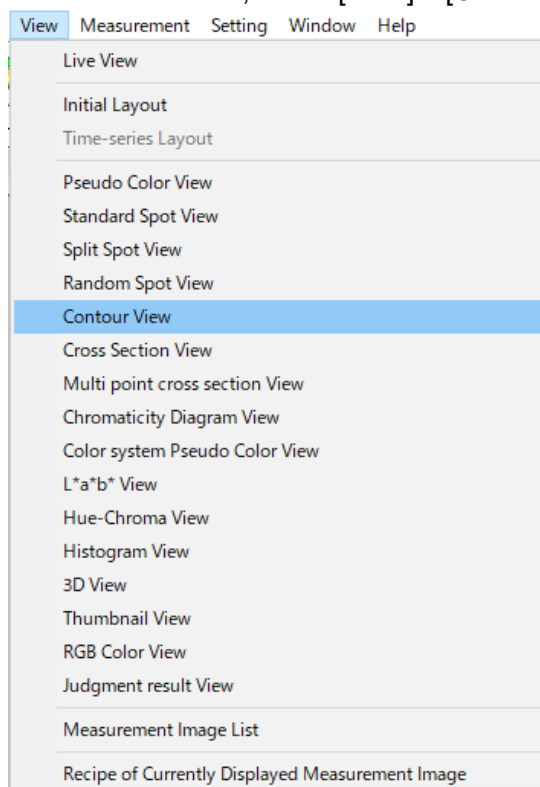 View Measurement Setting Window Help
Live View
Initial Layout
Time-series Layout
Pseudo Color View
Standard Spot View
Split Spot View
Random Spot View
Contour View
Cross Section View
Multi point cross section View
Chromaticity Diagram View
Color system Pseudo Color View
L*a*b* View
Hue-Chroma View
Histogram View
3D View
Thumbnail View
RGB Color View
Judgment result View
Measurement Image List
Recipe of Currently Displayed Measurement Image